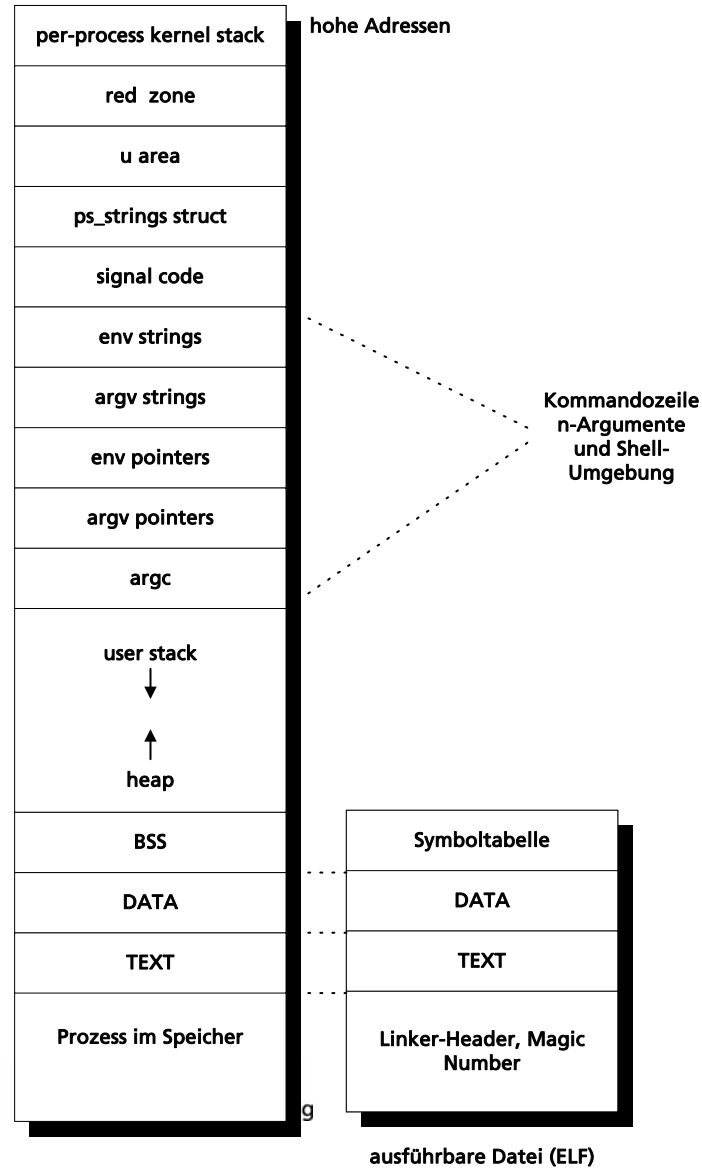 per-process kernel stack
hohe Adressen
red zone
u area
ps_strings struct
signal code
env strings
argv strings
env pointers
argv pointers
argc
Kommandozeile
n-Argumente
und Shell-
Umgebung
user stack
heap
BSS
DATA
TEXT
Prozess im Speicher
g
Symboltabelle
DATA
TEXT
Linker-Header, Magic
Number
ausführbare Datei (ELF)